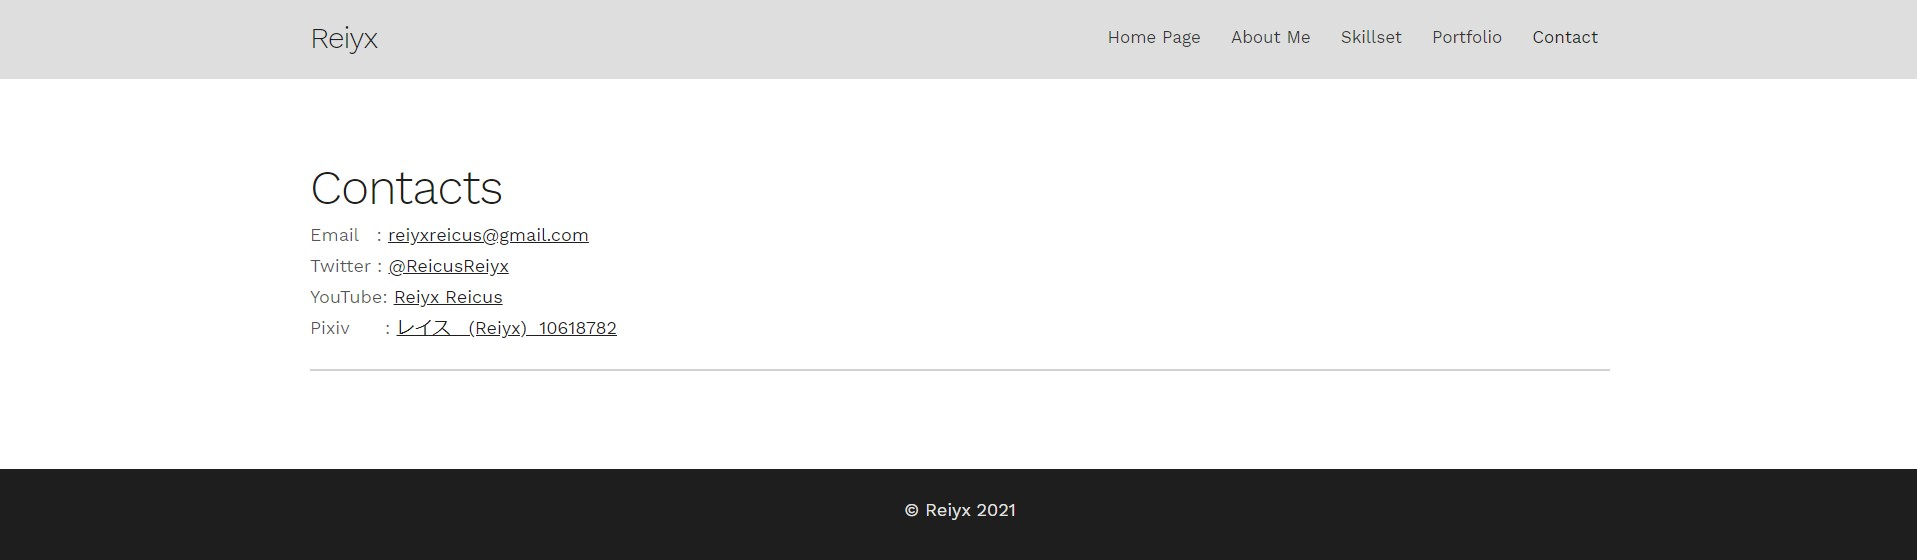 Reiyx
Home Page About Me Skillset Portfolio Contact
Contacts
Email : reiyxreicus@gmail.com
Twitter : @ReicusReiyx
YouTube: Reiyx Reicus
Pixiv : レイス (Reiyx) 10618782
© Reiyx 2021